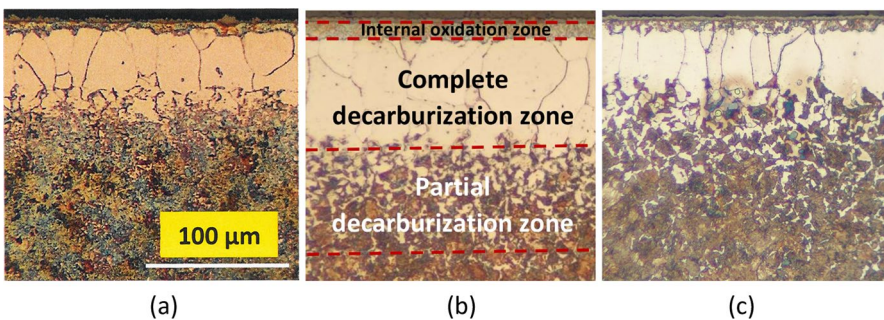 100 μm
Internal oxidation zone
Complete
decarburization zone
Partial
decarburization zone
(a)
(b)
(c)